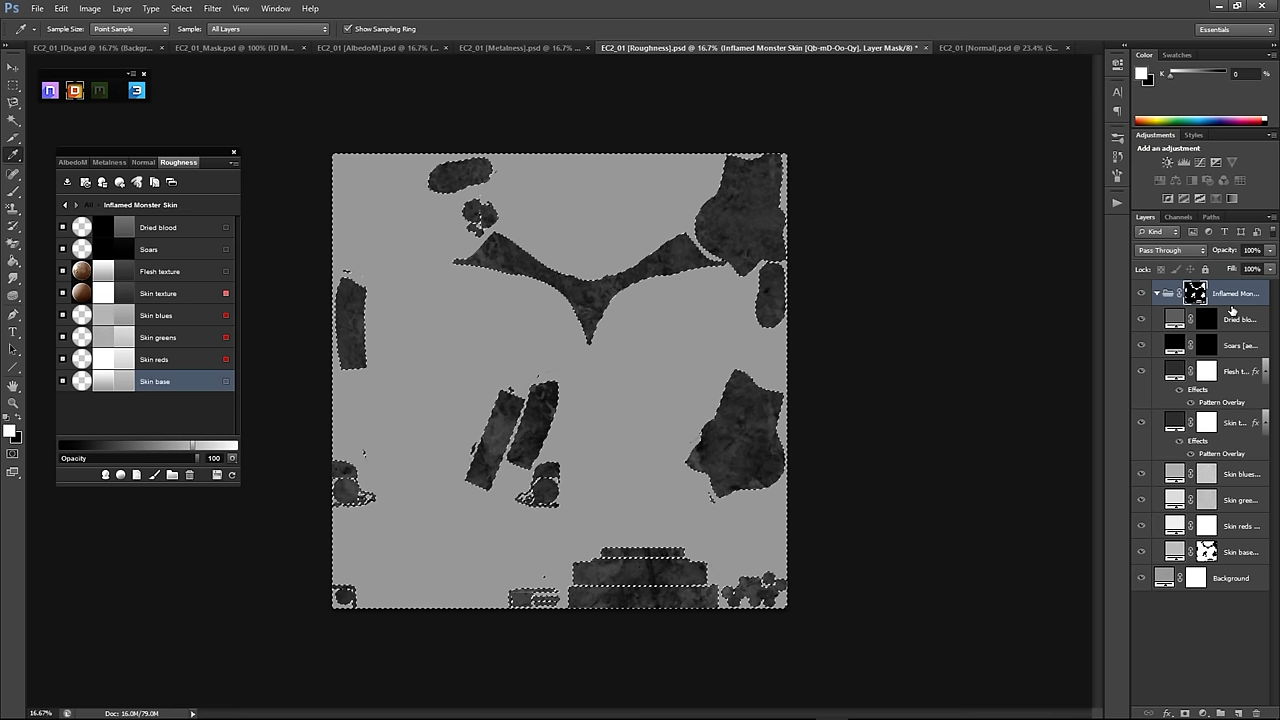 Ps File Edit Image Layer Type Select Filter View Window Help
Sample Size: Point Sample Sample: All Layers Show Sampling Ring Essentials
EC2_01_IDs.psd @ 16.7% (Backgr... × EC2_01_Mask.psd @ 100% (ID M... × EC2_01 [AlbedoM].psd @ 16.7% (... × EC2_01 [Metalness].psd @ 16.7% ... × EC2_01 [Roughness].psd @ 16.7% (Inflamed Monster Skin [Qb-mD-Oo-Qy], Layer Mask/8) * × EC2_01 [Normal].psd @ 23.4% (S... ×
Color Swatches
K 0 %
Adjustments Styles
Add an adjustment
AlbedoM Metalness Normal Roughness
All Inflamed Monster Skin
Dried blood
Soars
Flesh texture
Skin texture
Skin blues
Skin greens
Skin reds
Skin base
Opacity 100
Layers Channels Paths
Kind
Pass Through Opacity: 100%
Lock: Fill: 100%
Inflamed Mon...
Dried blo...
Soars [ae...
Flesh t... fx
Effects
Pattern Overlay
Skin t... fx
Effects
Pattern Overlay
Skin blues...
Skin gree...
Skin reds ...
Skin base...
Background
16.67% Doc: 16.0M/79.0M